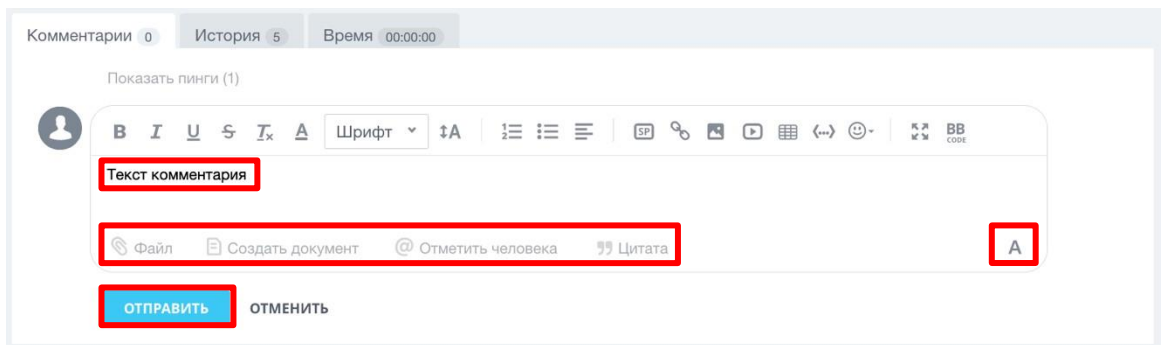 Комментарии 0 История 5 Время 00:00:00
Показать пинги (1)
B I U S Tx A Шрифт A SP BB CODE
Текст комментария
Файл Создать документ @ Отметить человека Цитата A
ОТПРАВИТЬ ОТМЕНИТЬ